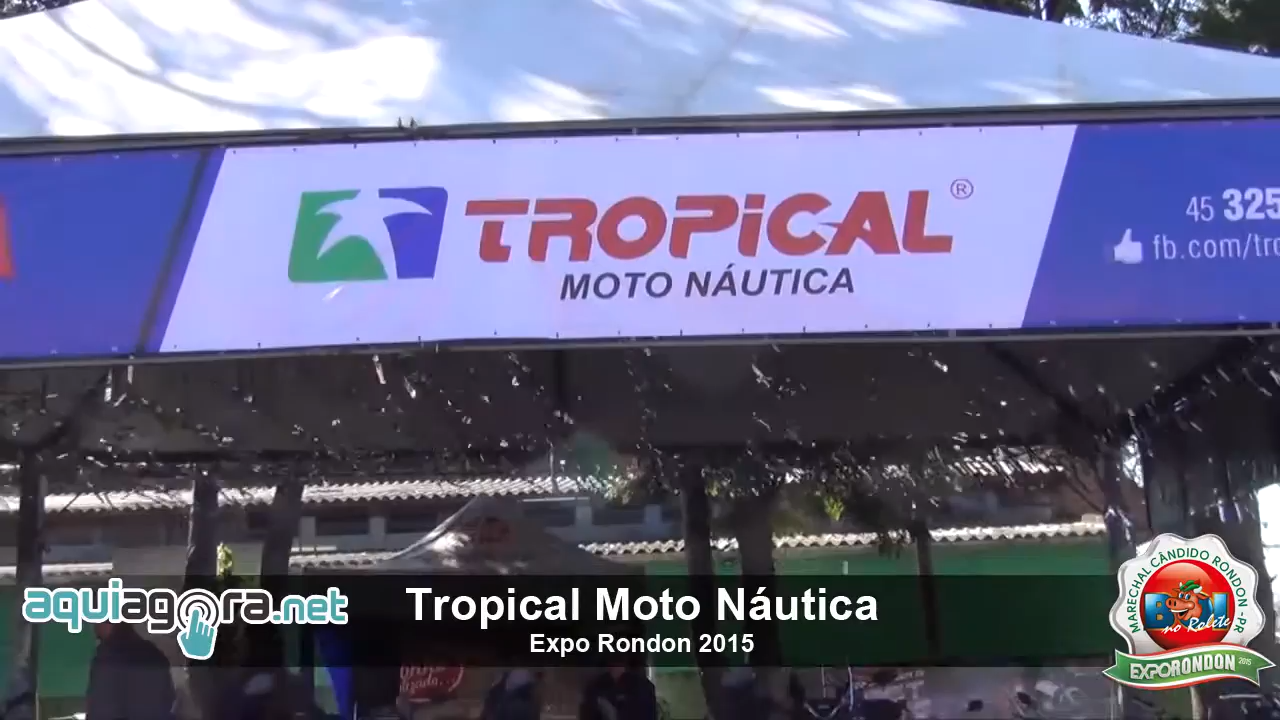 TROPICAL ®
MOTO NÁUTICA
45 325
fb.com/tro
aquiagora.net
Tropical Moto Náutica
Expo Rondon 2015
MARECHAL CÂNDIDO RONDON - PR
BOI
no Rolete
EXPORONDON 2015